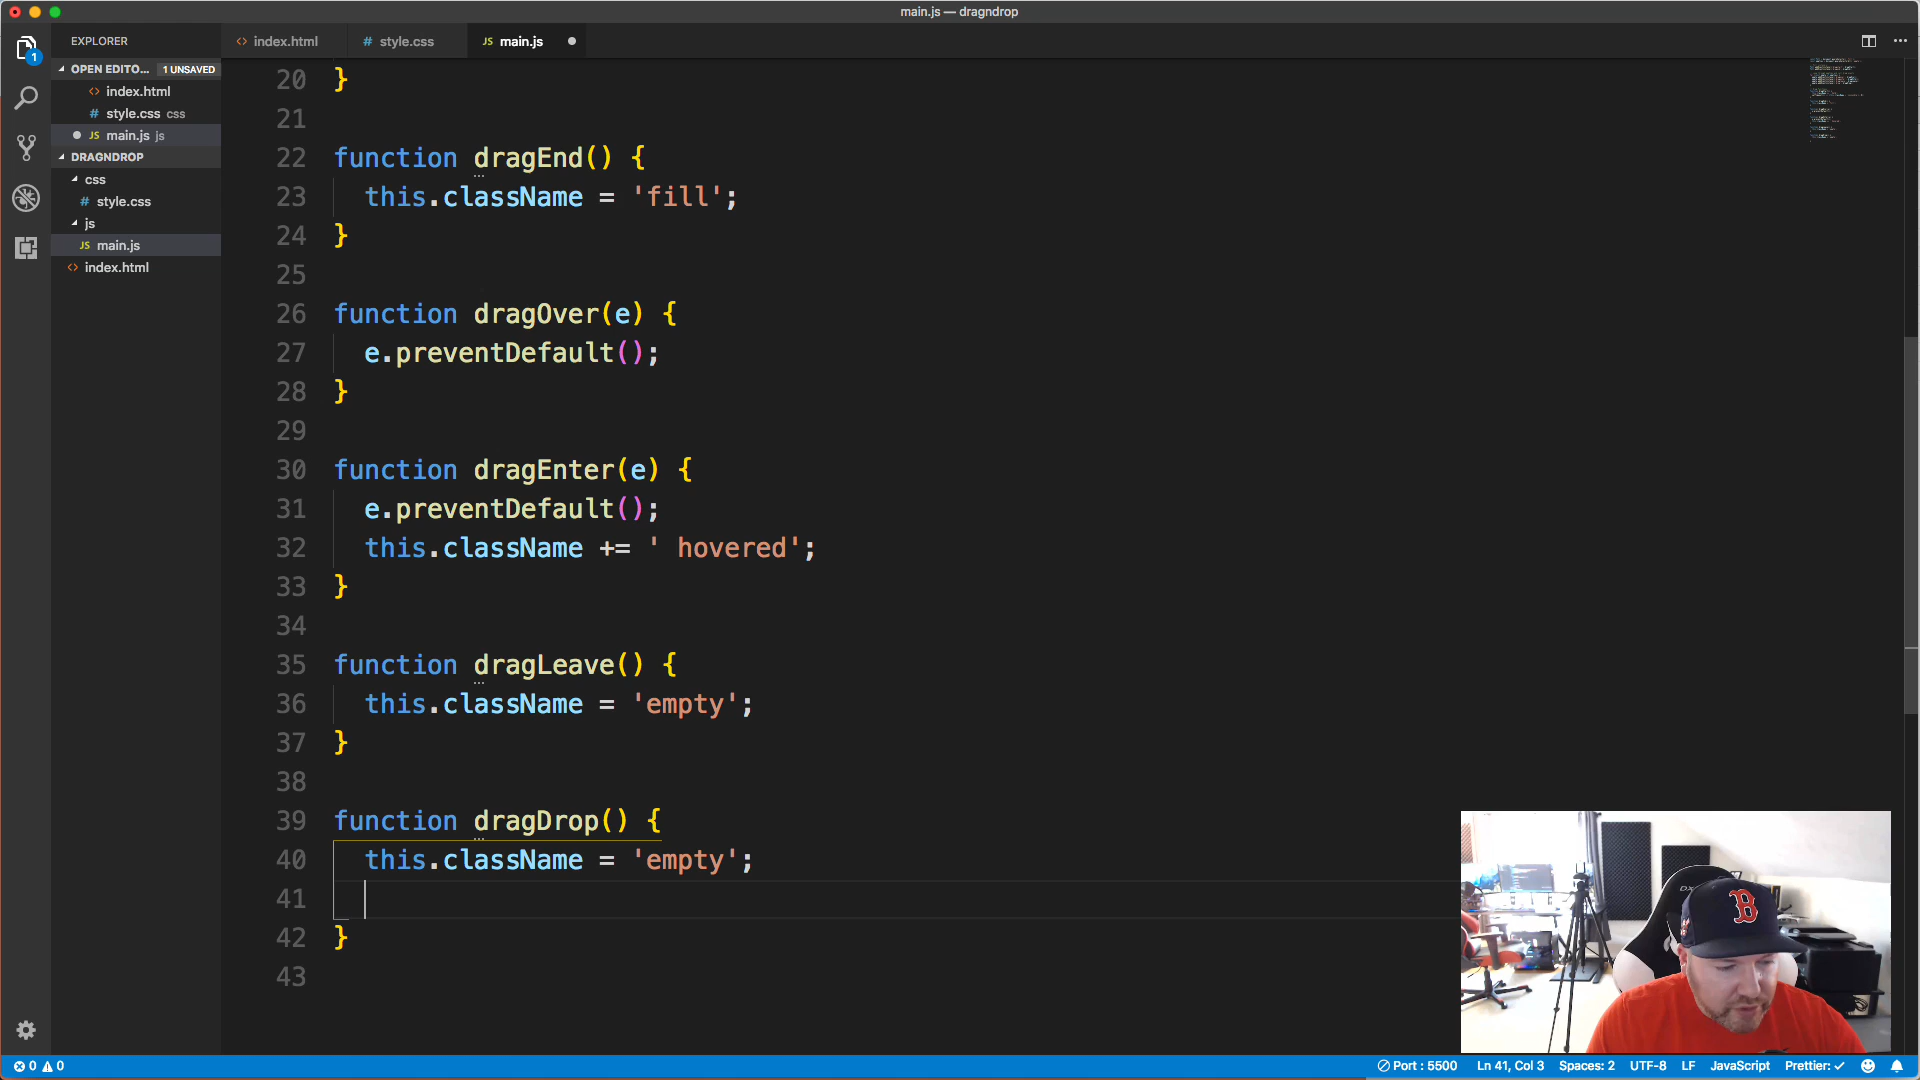 main.js — dragndrop
EXPLORER
index.html
style.css
JS main.js
OPEN EDITO... 1 UNSAVED
index.html
style.css css
JS main.js js
DRAGNDROP
css
# style.css
js
JS main.js
index.html
1
20 }
21
22 function dragEnd() {
23 this.className = 'fill';
24 }
25
26 function dragOver(e) {
27 e.preventDefault();
28 }
29
30 function dragEnter(e) {
31 e.preventDefault();
32 this.className += ' hovered';
33 }
34
35 function dragLeave() {
36 this.className = 'empty';
37 }
38
39 function dragDrop() {
40 this.className = 'empty';
41
42 }
43
B
0 0
Port : 5500 Ln 41, Col 3 Spaces: 2 UTF-8 LF JavaScript Prettier: ✓